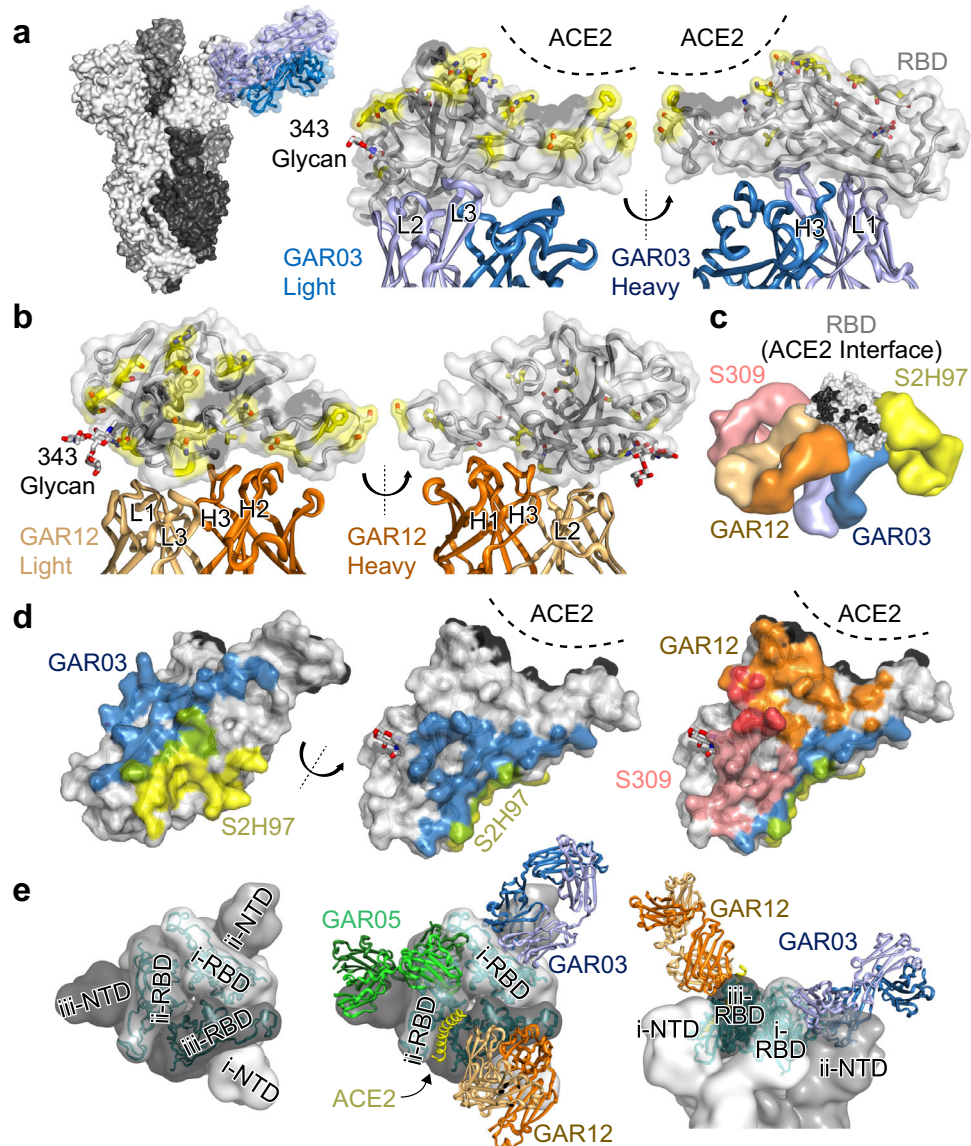 a
ACE2
ACE2
RBD
343
Glycan
L2
L3
H3
L1
GAR03
Light
GAR03
Heavy
b
343
Glycan
L1
L3
H3
H2
H1
H3
L2
GAR12
Light
GAR12
Heavy
c
RBD
(ACE2 Interface)
S309
S2H97
GAR12
GAR03
d
GAR03
S2H97
ACE2
S2H97
ACE2
GAR12
S309
e
ii-NTD
i-RBD
iii-NTD
ii-RBD
iii-RBD
i-NTD
GAR05
i-RBD
GAR03
ii-RBD
ACE2
GAR12
GAR12
GAR03
iii-
RBD
i-NTD
i-
RBD
ii-NTD